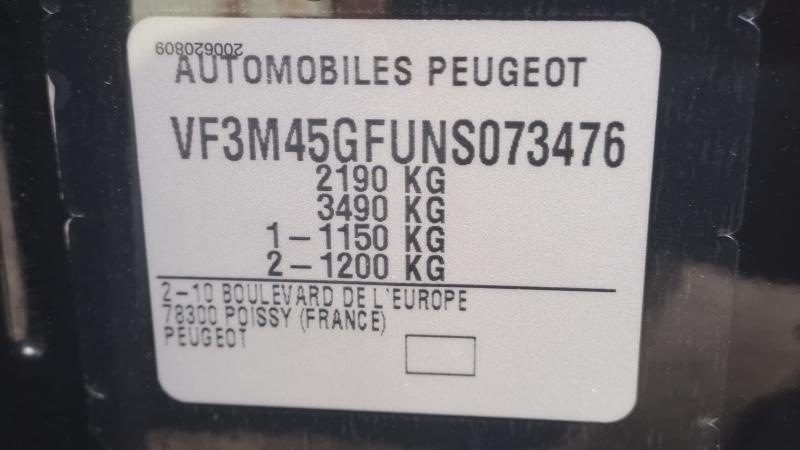 200620809
AUTOMOBILES PEUGEOT
VF3M45GFUNS073476
2190 KG
3490 KG
1-1150 KG
2-1200 KG
2-10 BOULEVARD DE L'EUROPE
78300 POISSY (FRANCE)
PEUGEOT